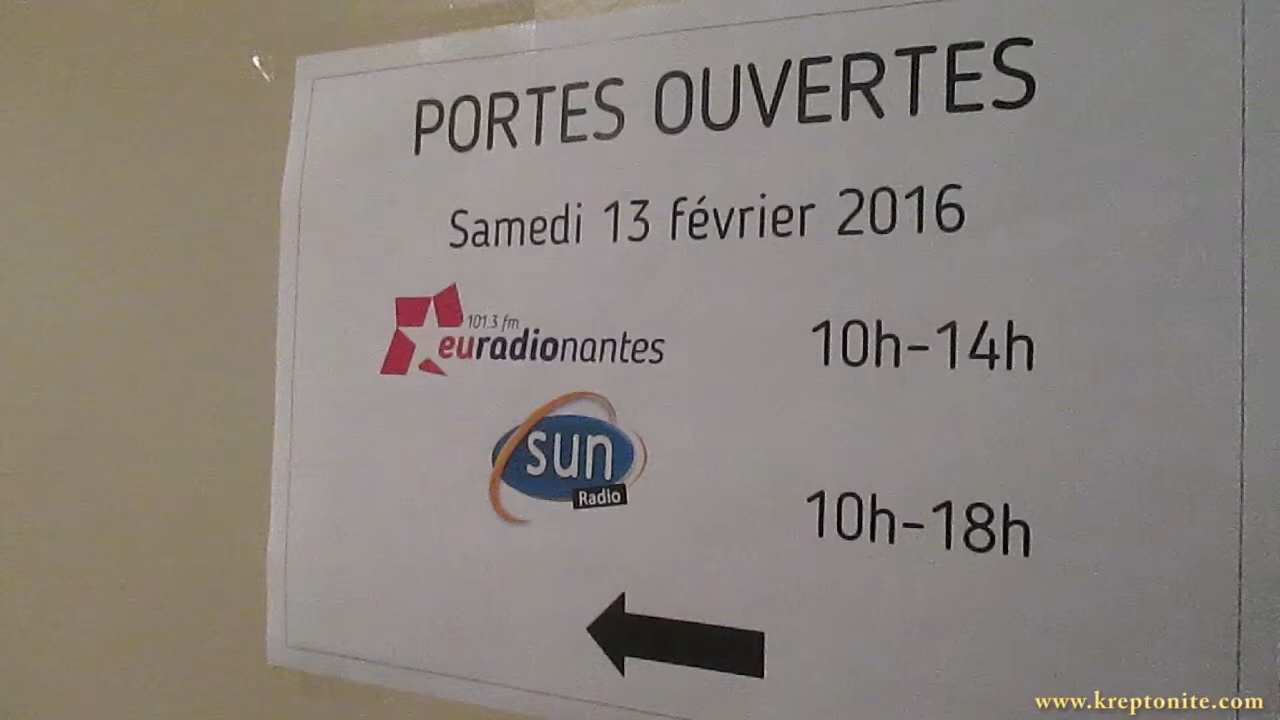 PORTES OUVERTES
Samedi 13 février 2016
101.3 fm
euradionantes 10h-14h
sun
Radio
10h-18h
www.kreptonite.com